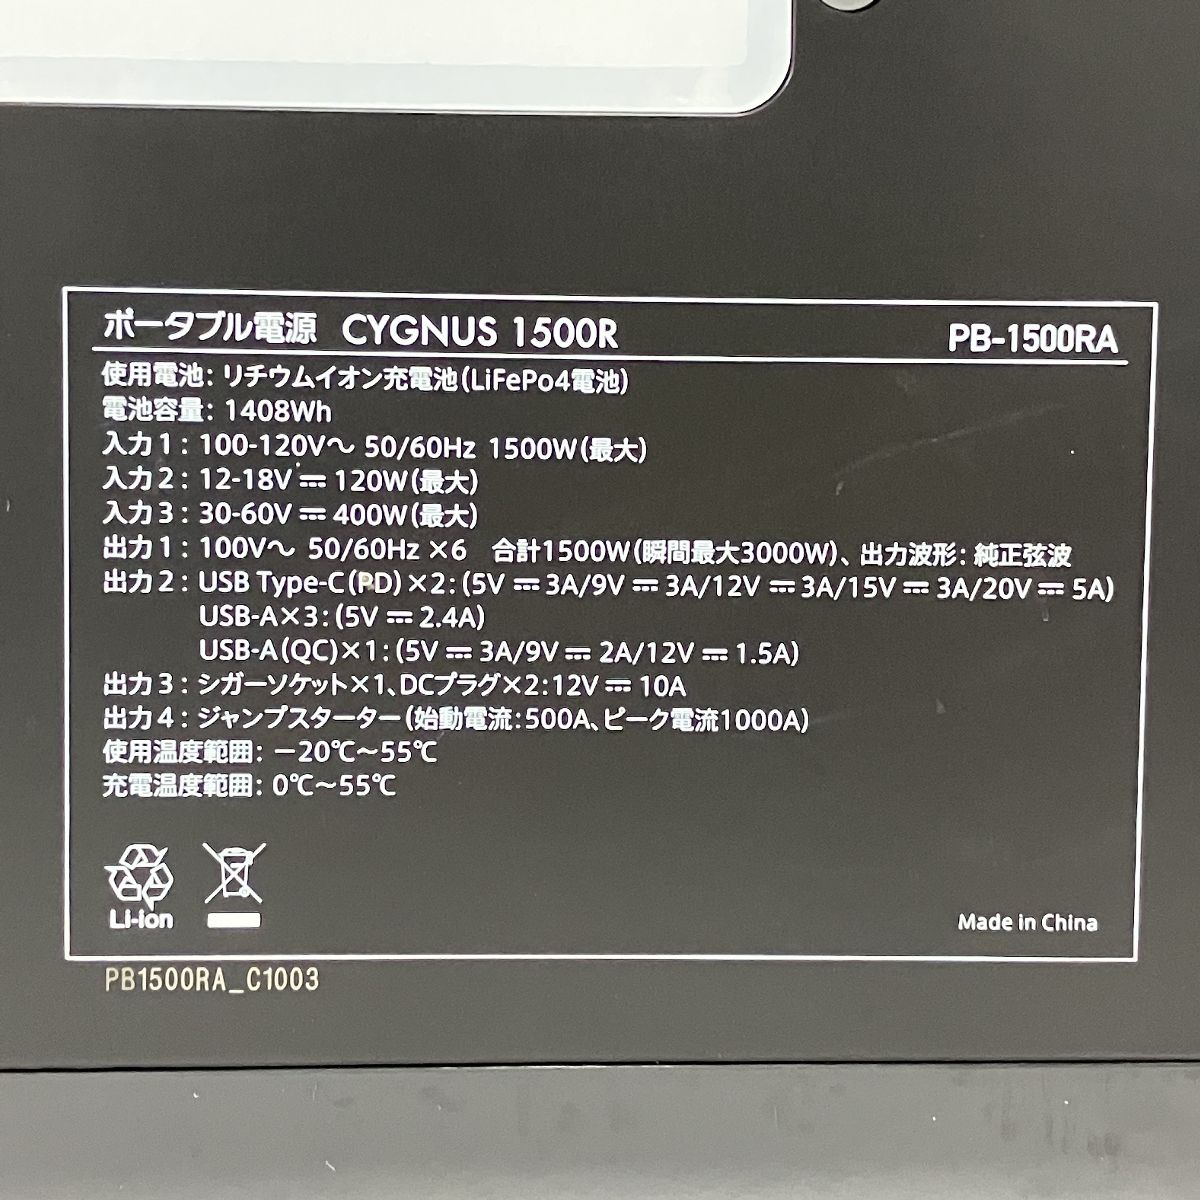 ポータブル電源 CYGNUS 1500R PB-1500RA
使用電池: リチウムイオン充電池(LiFePo4電池)
電池容量: 1408Wh
入力1: 100-120V～ 50/60Hz 1500W(最大)
入力2: 12-18V⎓120W(最大)
入力3: 30-60V⎓400W(最大)
出力1: 100V～ 50/60Hz ×6 合計1500W(瞬間最大3000W)、出力波形: 純正弦波
出力2: USB Type-C(PD)×2:(5V⎓3A/9V⎓3A/12V⎓3A/15V⎓3A/20V⎓5A)
USB-A×3:(5V⎓2.4A)
USB-A(QC)×1:(5V⎓3A/9V⎓2A/12V⎓1.5A)
出力3: シガーソケット×1、DCプラグ×2:12V⎓10A
出力4: ジャンプスターター(始動電流:500A、ピーク電流1000A)
使用温度範囲: －20℃～55℃
充電温度範囲: 0℃～55℃
Li-ion
Made in China
PB1500RA_C1003